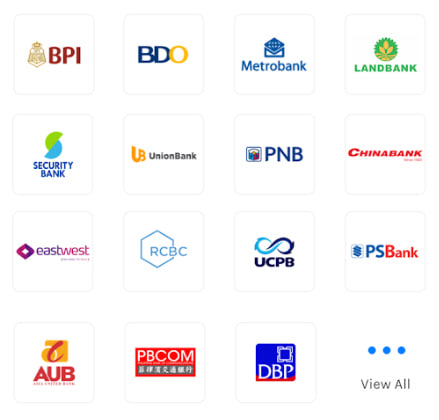 BPI
BDO
Metrobank
LANDBANK
SECURITY
BANK
UB UnionBank
PNB
CHINABANK
eastwest
RCBC
UCPB
PSBank
AUB
ASIA UNITED BANK
PBCOM
菲律濱交通銀行
DBP
View All